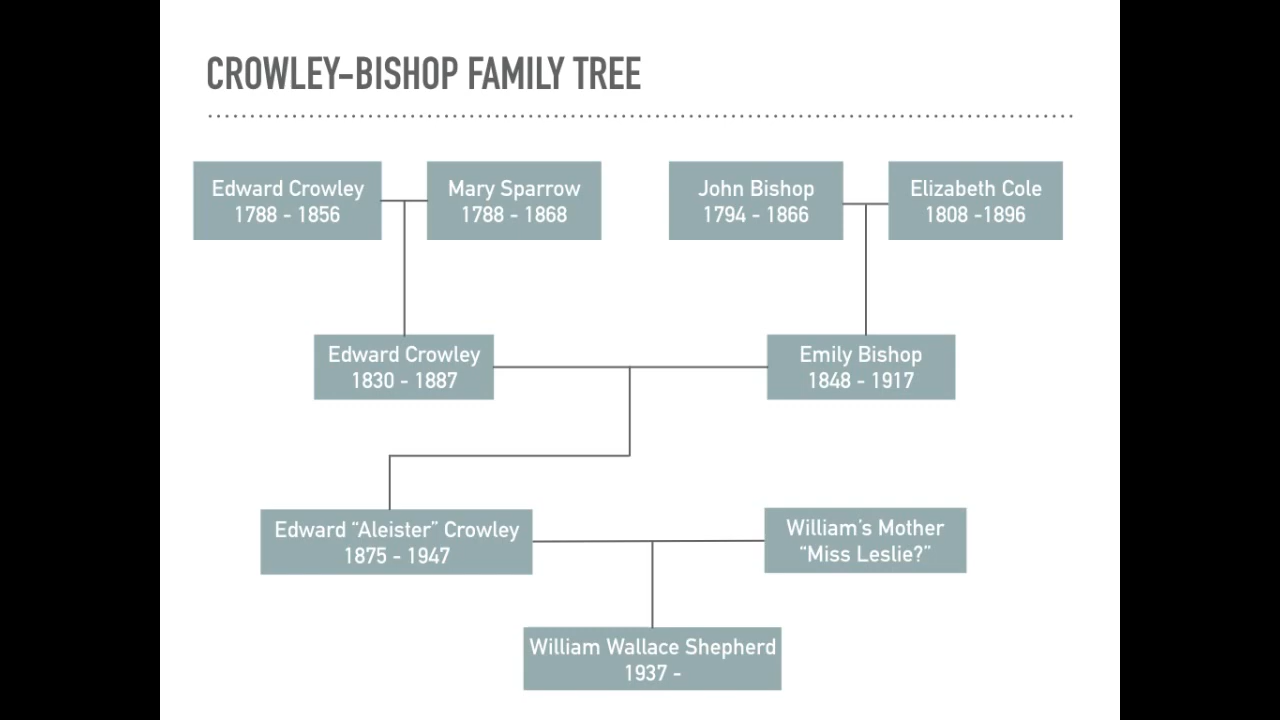 CROWLEY-BISHOP FAMILY TREE
Edward Crowley
1788 - 1856
Mary Sparrow
1788 - 1868
John Bishop
1794 - 1866
Elizabeth Cole
1808 -1896
Edward Crowley
1830 - 1887
Emily Bishop
1848 - 1917
Edward “Aleister” Crowley
1875 - 1947
William’s Mother
“Miss Leslie?”
William Wallace Shepherd
1937 -